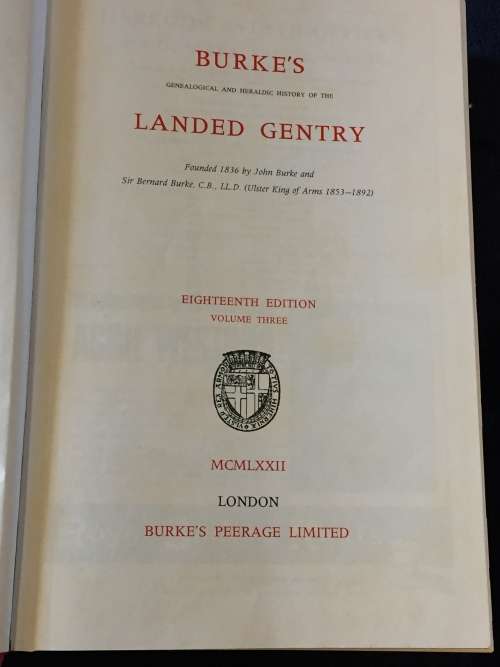 BURKE'S
GENEALOGICAL AND HERALDIC HISTORY OF THE
LANDED GENTRY
Founded 1836 by John Burke and
Sir Bernard Burke, C.B., LL.D. (Ulster King of Arms 1853–1892)
EIGHTEENTH EDITION
VOLUME THREE
MCMLXXII
LONDON
BURKE'S PEERAGE LIMITED